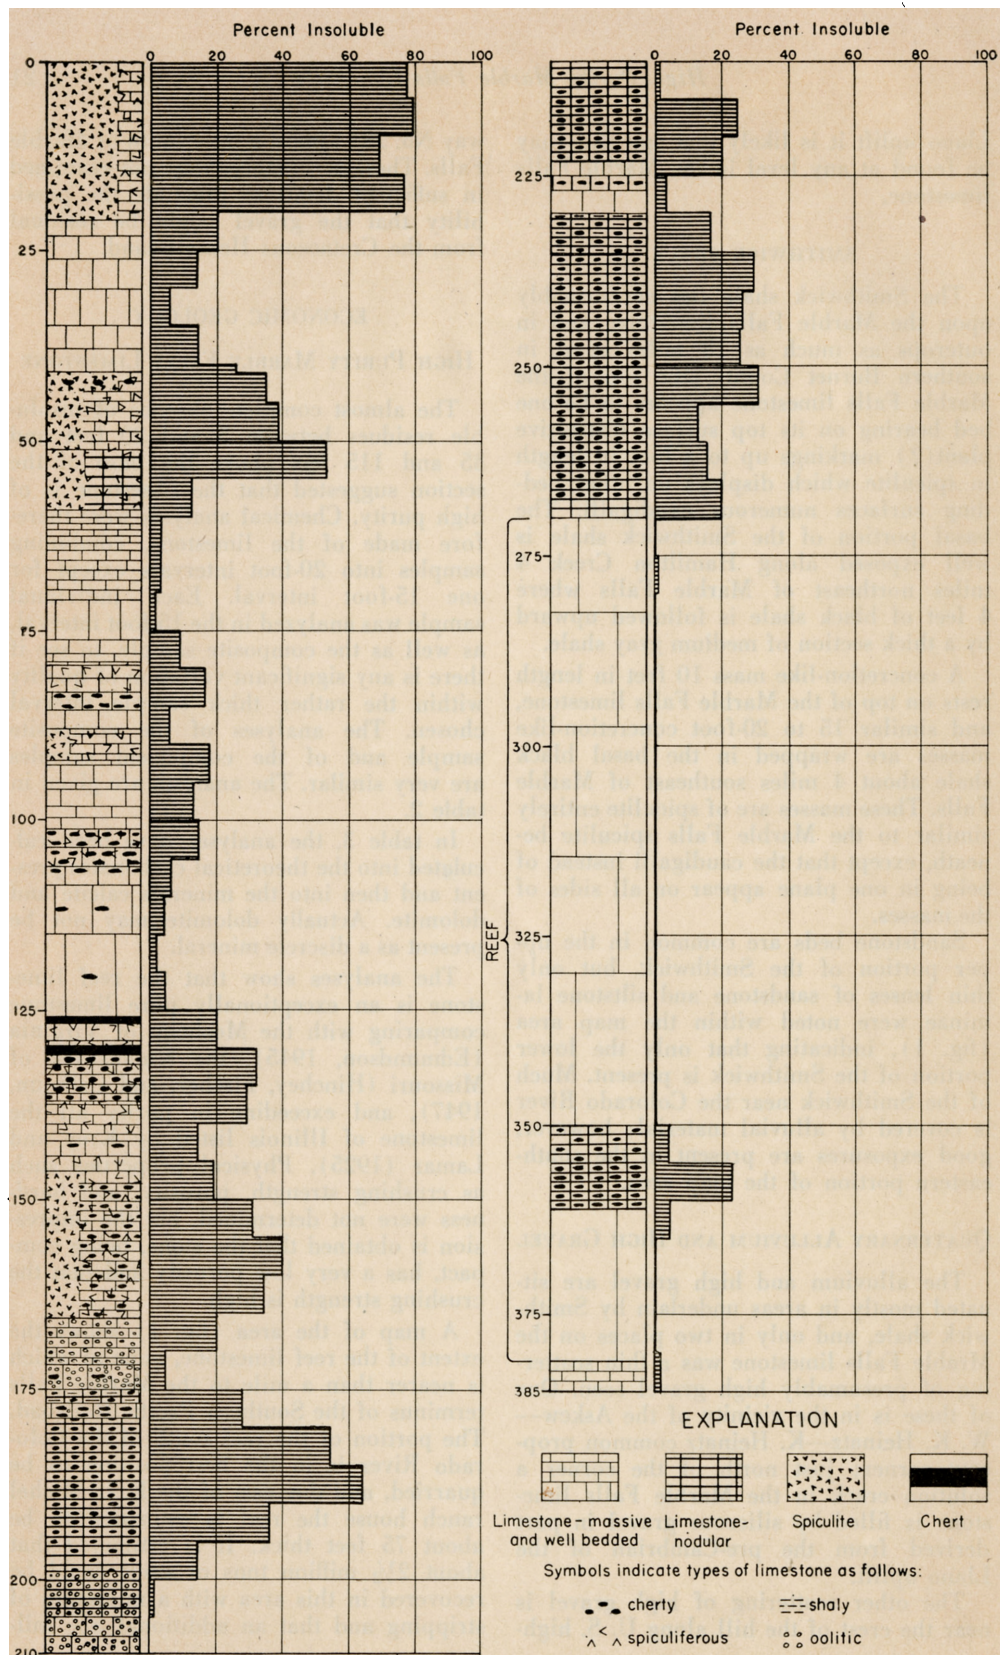 Percent Insoluble
0 20 40 60 80 100
0
25
50
75
100
125
150
175
200
210
Percent Insoluble
0 20 40 60 80 100
225
250
275
300
325
350
375
385
REEF
EXPLANATION
Limestone-massive and well bedded
Limestone-nodular
Spiculite
Chert
Symbols indicate types of limestone as follows:
cherty
shaly
spiculiferous
oolitic